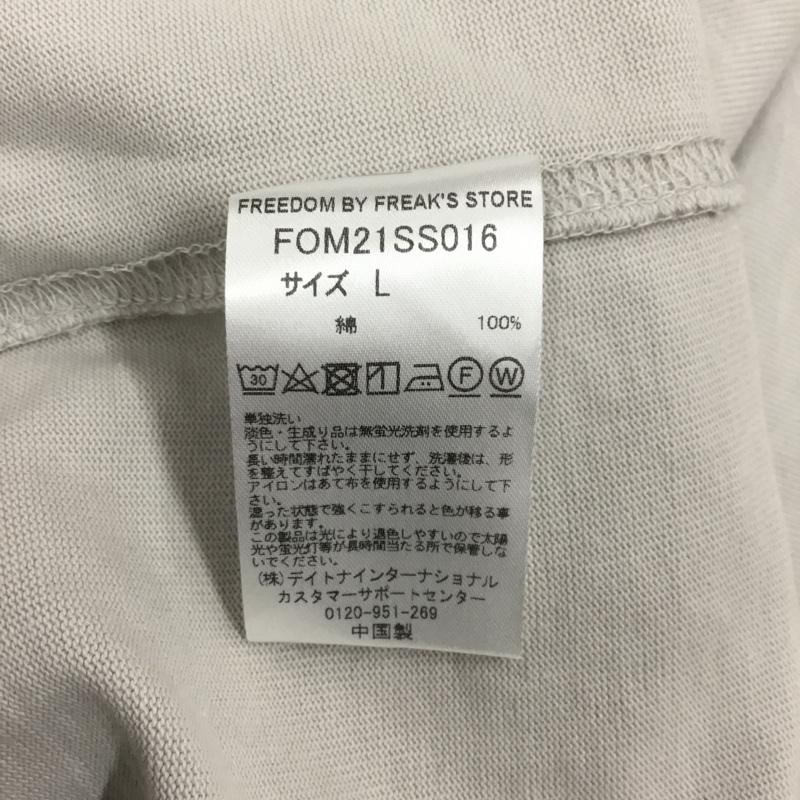 FREEDOM BY FREAK'S STORE
FOM21SS016
サイズ L
綿 100%
30 F W
単独洗い
淡色・生成り品は無蛍光洗剤を使用するよ
うにして下さい。
長い時間濡れたままにせず、洗濯後は、形
を整えてすばやく干してください。
アイロンはあて布を使用するようにして下
さい。
湿った状態で強くこすられると色が移る事
があります。
この製品は光により退色しやすいので太陽
光や蛍光灯等が長時間当たる所で保管しな
いでください。
(株)デイトナインターナショナル
カスタマーサポートセンター
0120-951-269
中国製